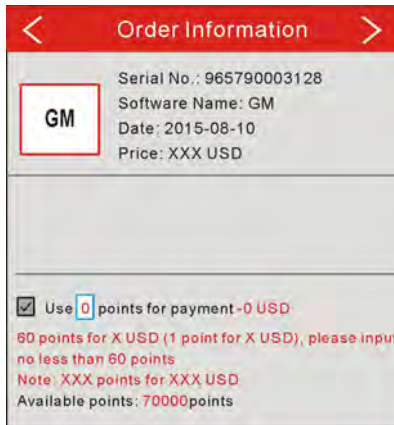 Order Information
Serial No.: 965790003128
GM
Software Name: GM
Date: 2015-08-10
Price: XXX USD
Use 0 points for payment -0 USD
60 points for X USD (1 point for X USD), please input
no less than 60 points
Note: XXX points for XXX USD
Available points: 70000points